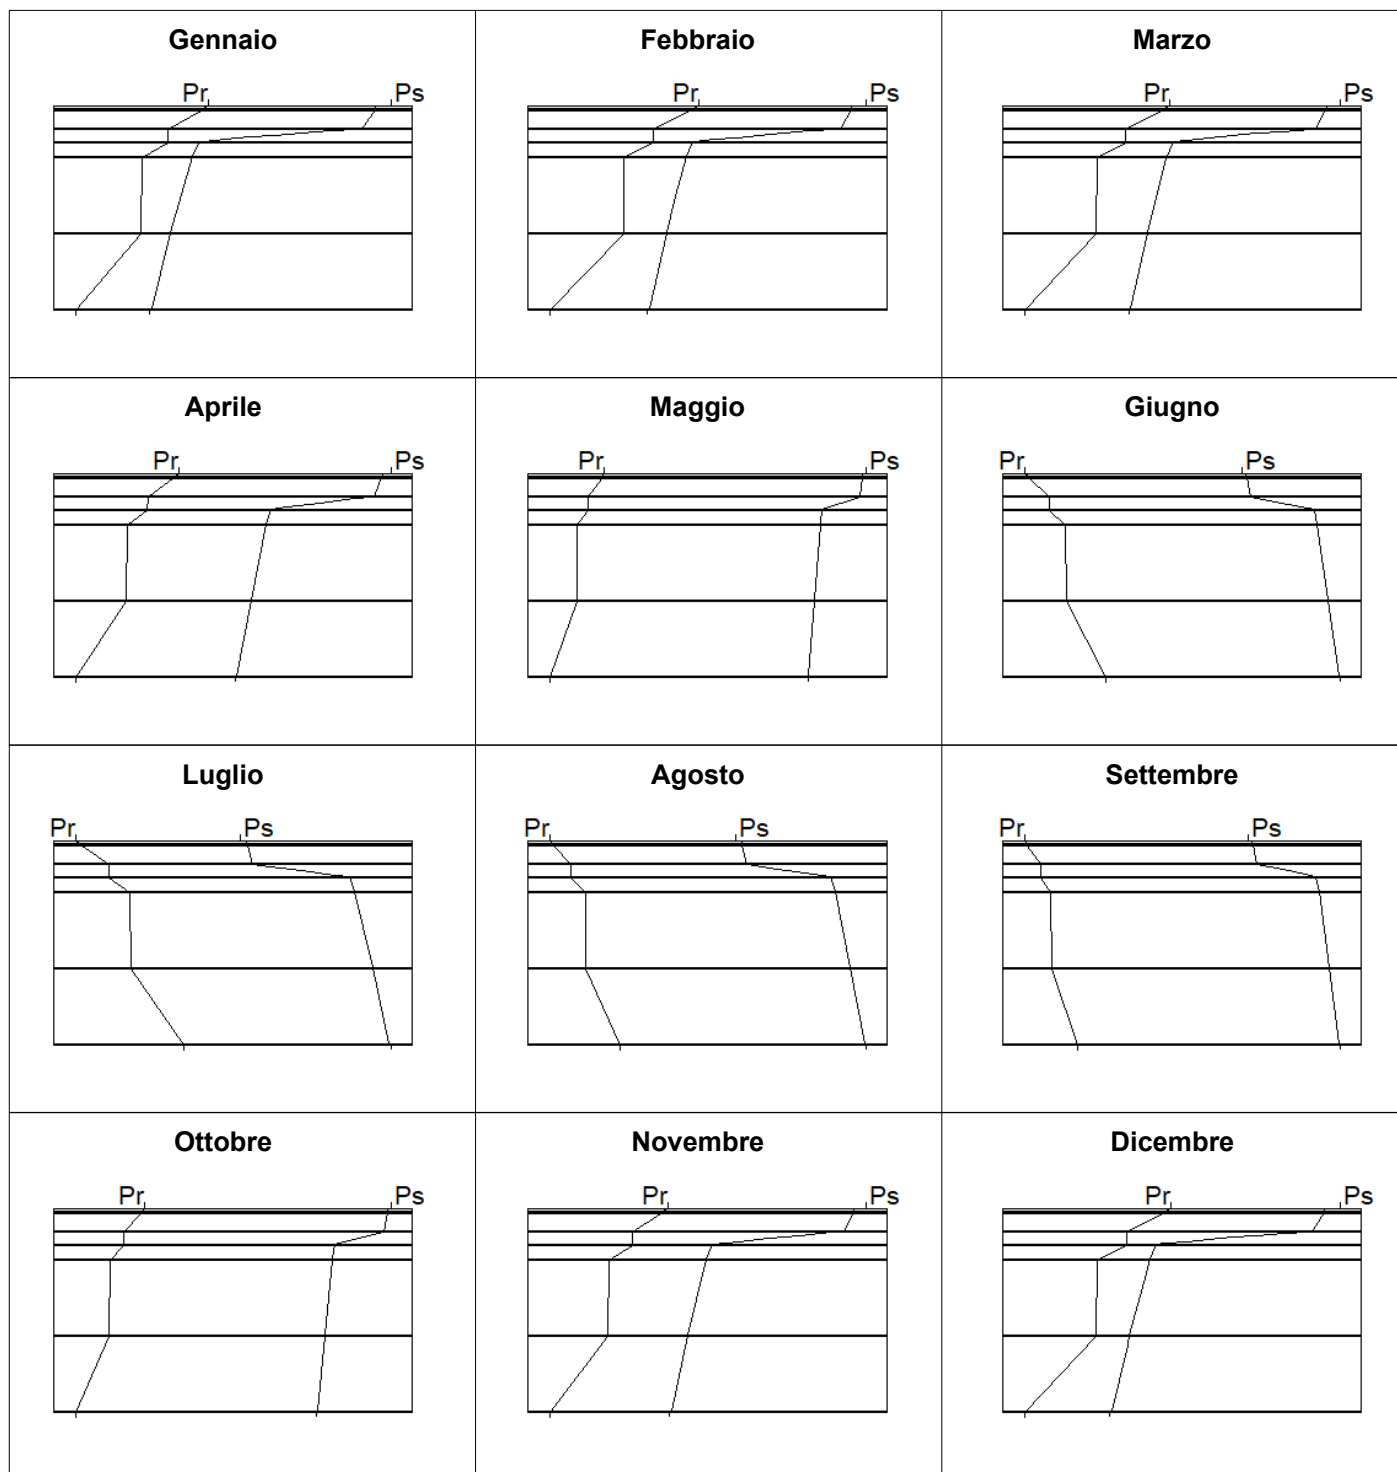 Gennaio Febbraio Marzo
Pr Ps Pr Ps Pr Ps
Aprile Maggio Giugno
Pr Ps Pr Ps Pr Ps
Luglio Agosto Settembre
Pr Ps Pr Ps Pr Ps
Ottobre Novembre Dicembre
Pr Ps Pr Ps Pr Ps